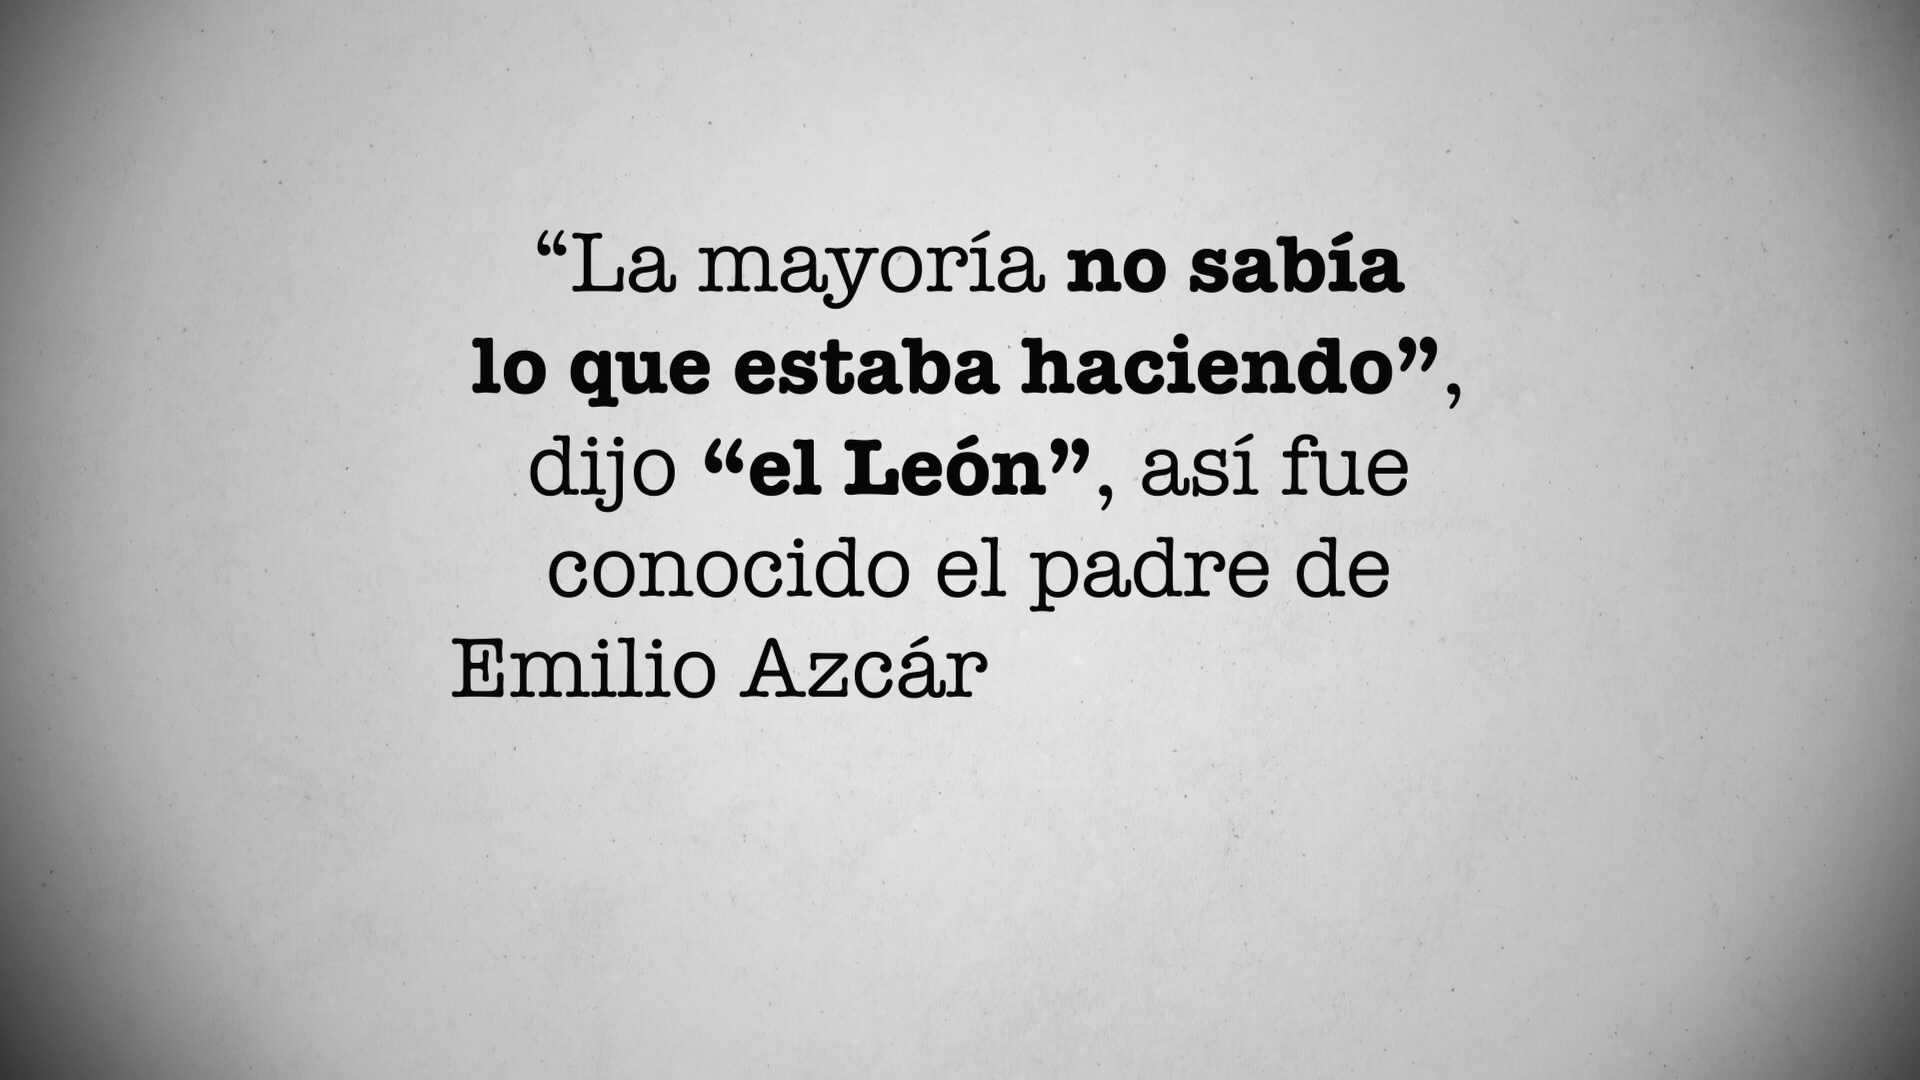 “La mayoría no sabía
lo que estaba haciendo”,
dijo “el León”, así fue
conocido el padre de
Emilio Azcár